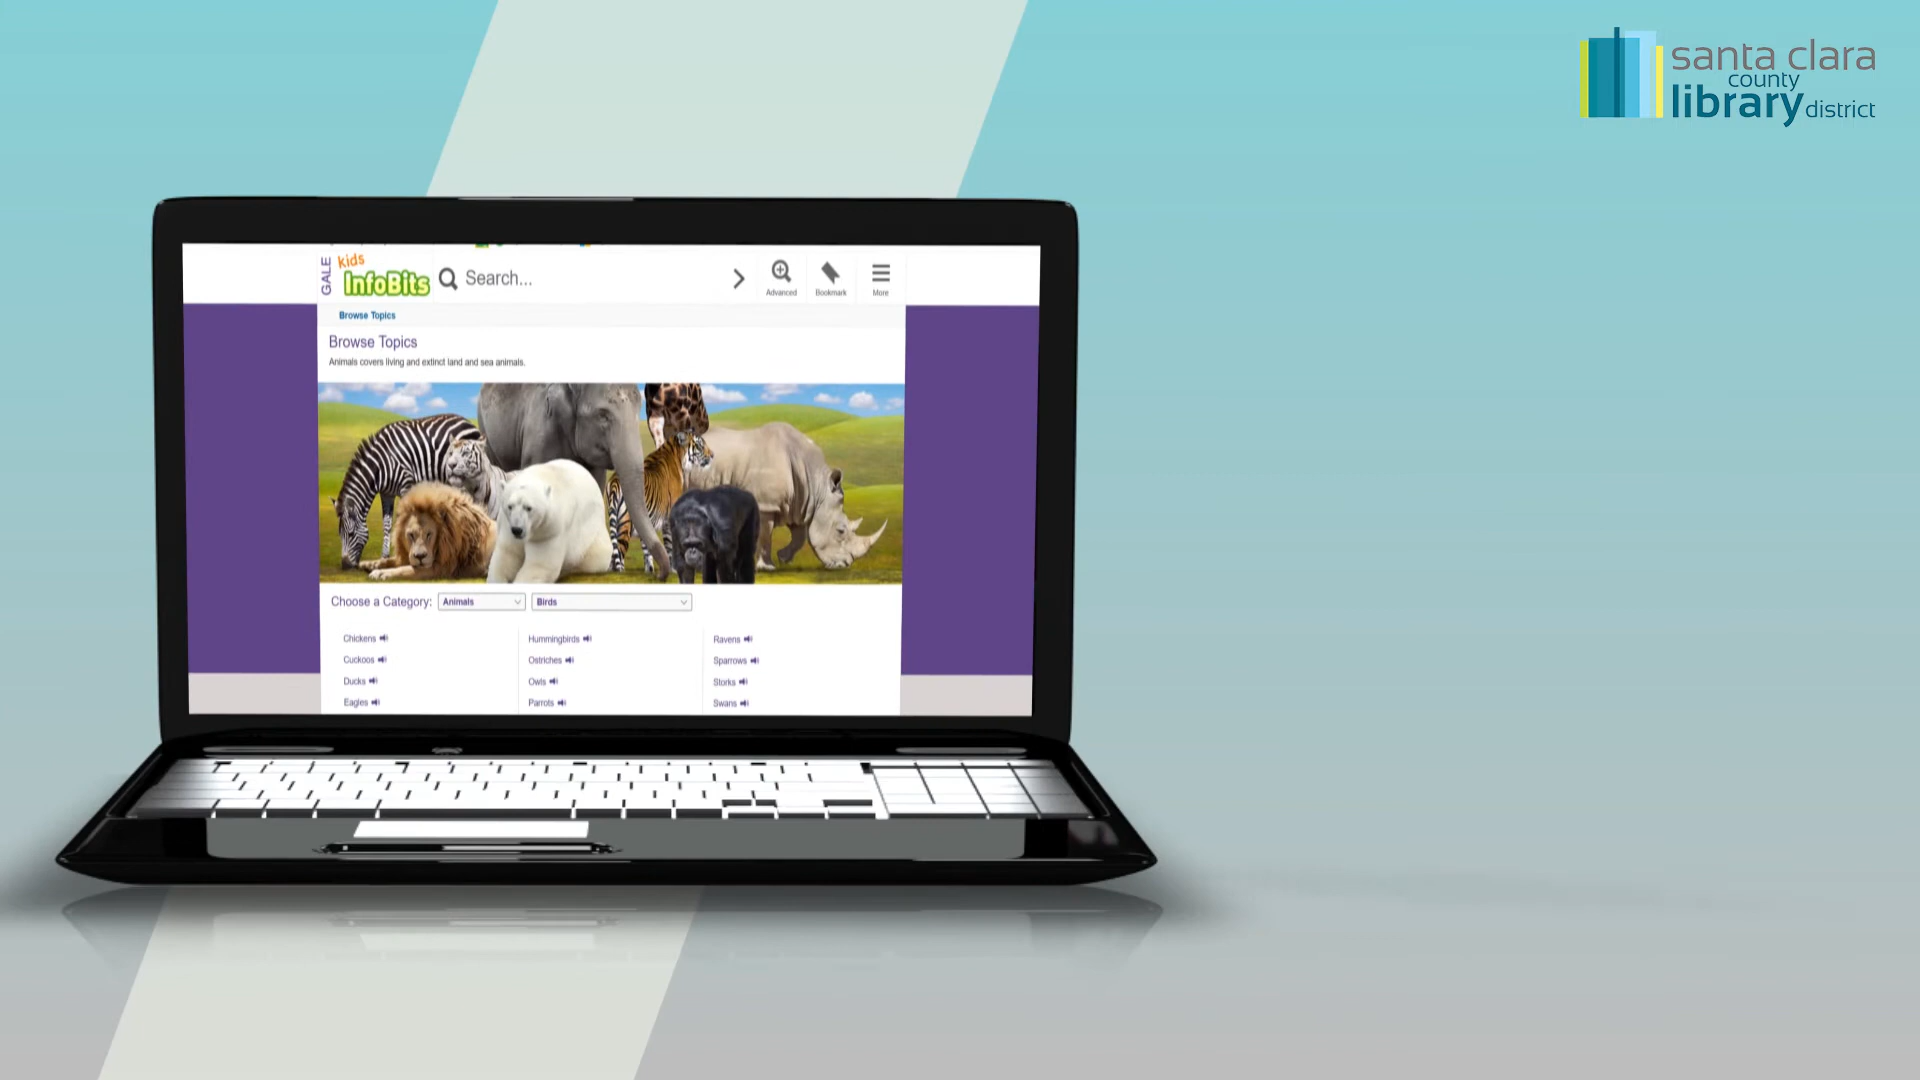 santa clara
county
library district
GALE
kids
InfoBits
Search...
Advanced
Bookmark
More
Browse Topics
Browse Topics
Animals covers living and extinct land and sea animals.
Choose a Category: Animals Birds
Chickens Hummingbirds Ravens
Cuckoos Ostriches Sparrows
Ducks Owls Storks
Eagles Parrots Swans